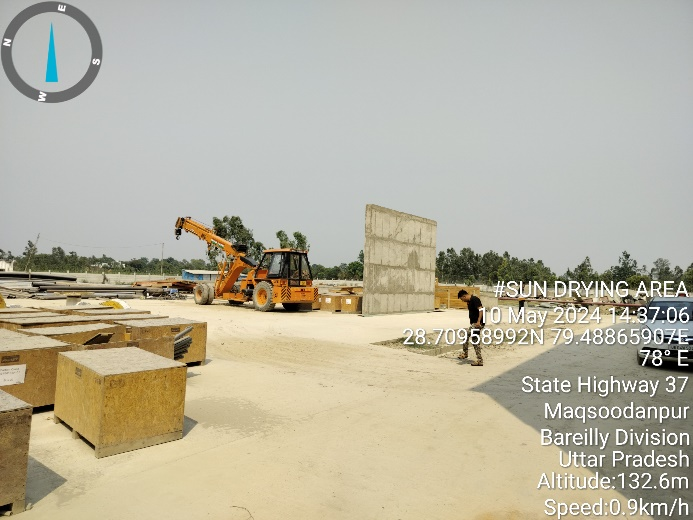 N E S W
#SUN DRYING AREA
10 May 2024 14:37:06
28.70958992N 79.48865907E
78° E
State Highway 37
Maqsoodanpur
Bareilly Division
Uttar Pradesh
Altitude:132.6m
Speed:0.9km/h